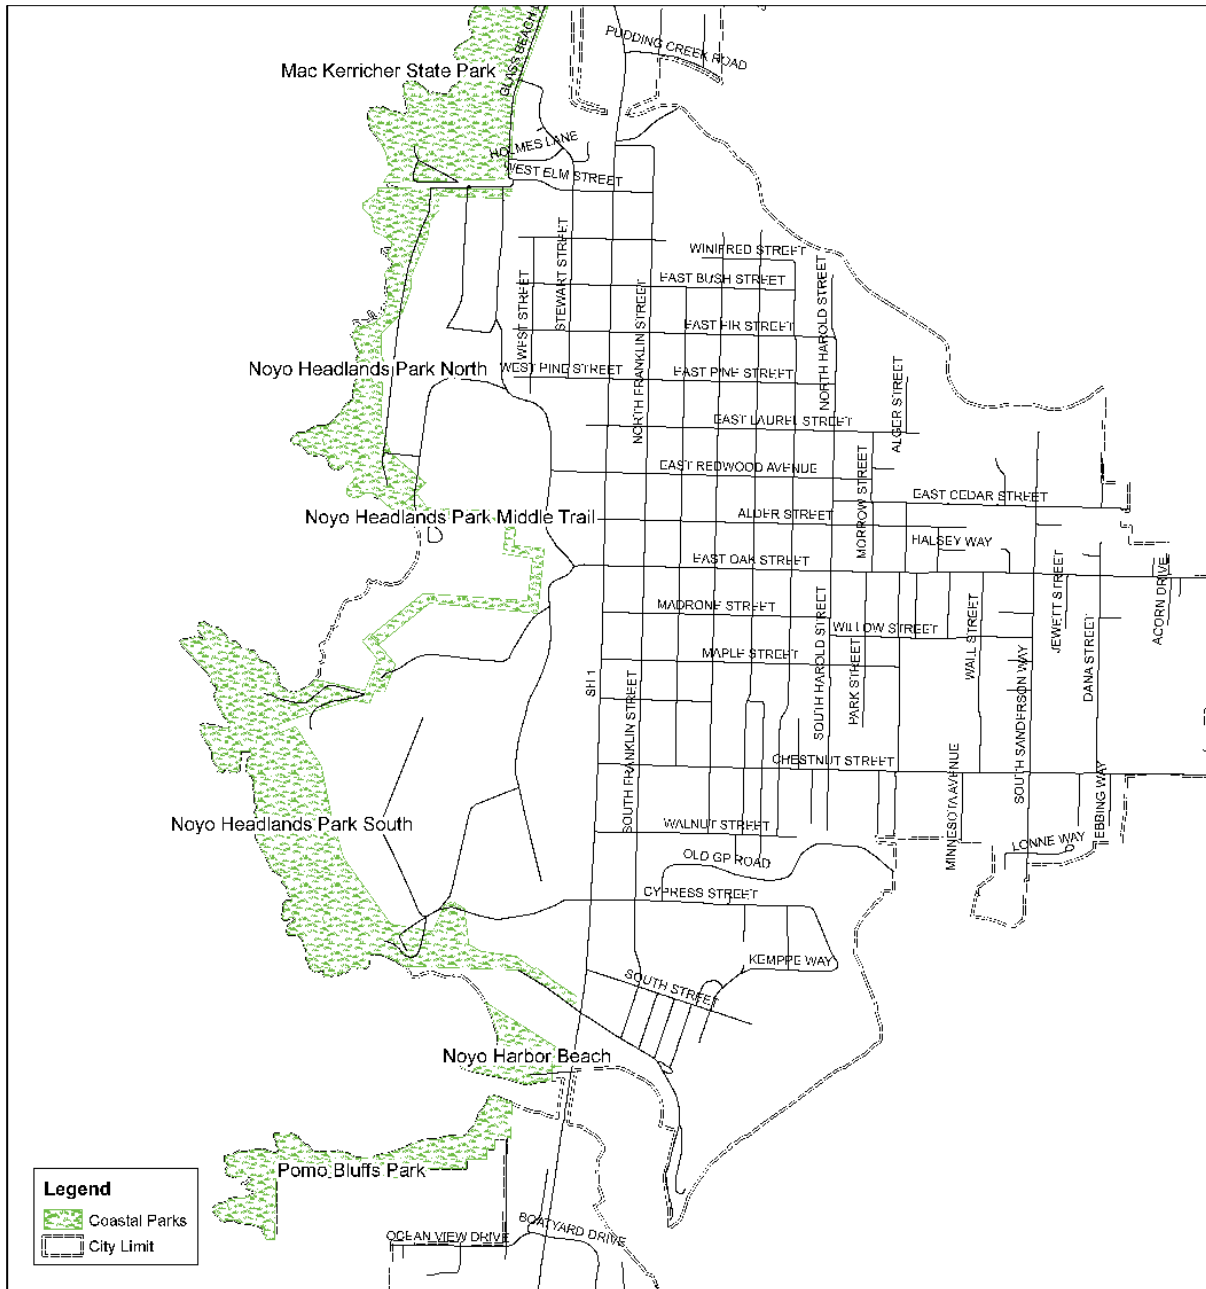 PUDDING CREEK ROAD
GLASS BEACH
Mac Kerricher State Park
HOLMES LANE
WEST ELM STREET
WINIFRED STREET
STEWART STREET
NORTH HAROLD STREET
EAST BUSH STREET
WEST STREET
NORTH FRANKLIN STREET
EAST FIR STREET
Noyo Headlands Park North
WEST PINE STREET
EAST PINE STREET
ALGER STREET
EAST LAUREL STREET
EAST REDWOOD AVENUE
MORROW STREET
EAST CEDAR STREET
Noyo Headlands Park Middle Trail
ALDER STREET
HALSEY WAY
EAST OAK STREET
JEWETT STREET
ACORN DRIVE
MADRONE STREET
SOUTH HAROLD STREET
WILLOW STREET
WALL STREET
DANA STREET
MAPLE STREET
PARK STREET
SOUTH SANDERSON WAY
SH 1
SOUTH FRANKLIN STREET
CHESTNUT STREET
MINNESOTA AVENUE
EBBING WAY
Noyo Headlands Park South
WALNUT STREET
LONNE WAY
OLD GP ROAD
CYPRESS STREET
KEMPPE WAY
SOUTH STREET
Noyo Harbor Beach
Pomo Bluffs Park
BOATYARD DRIVE
OCEAN VIEW DRIVE
Legend
Coastal Parks
City Limit